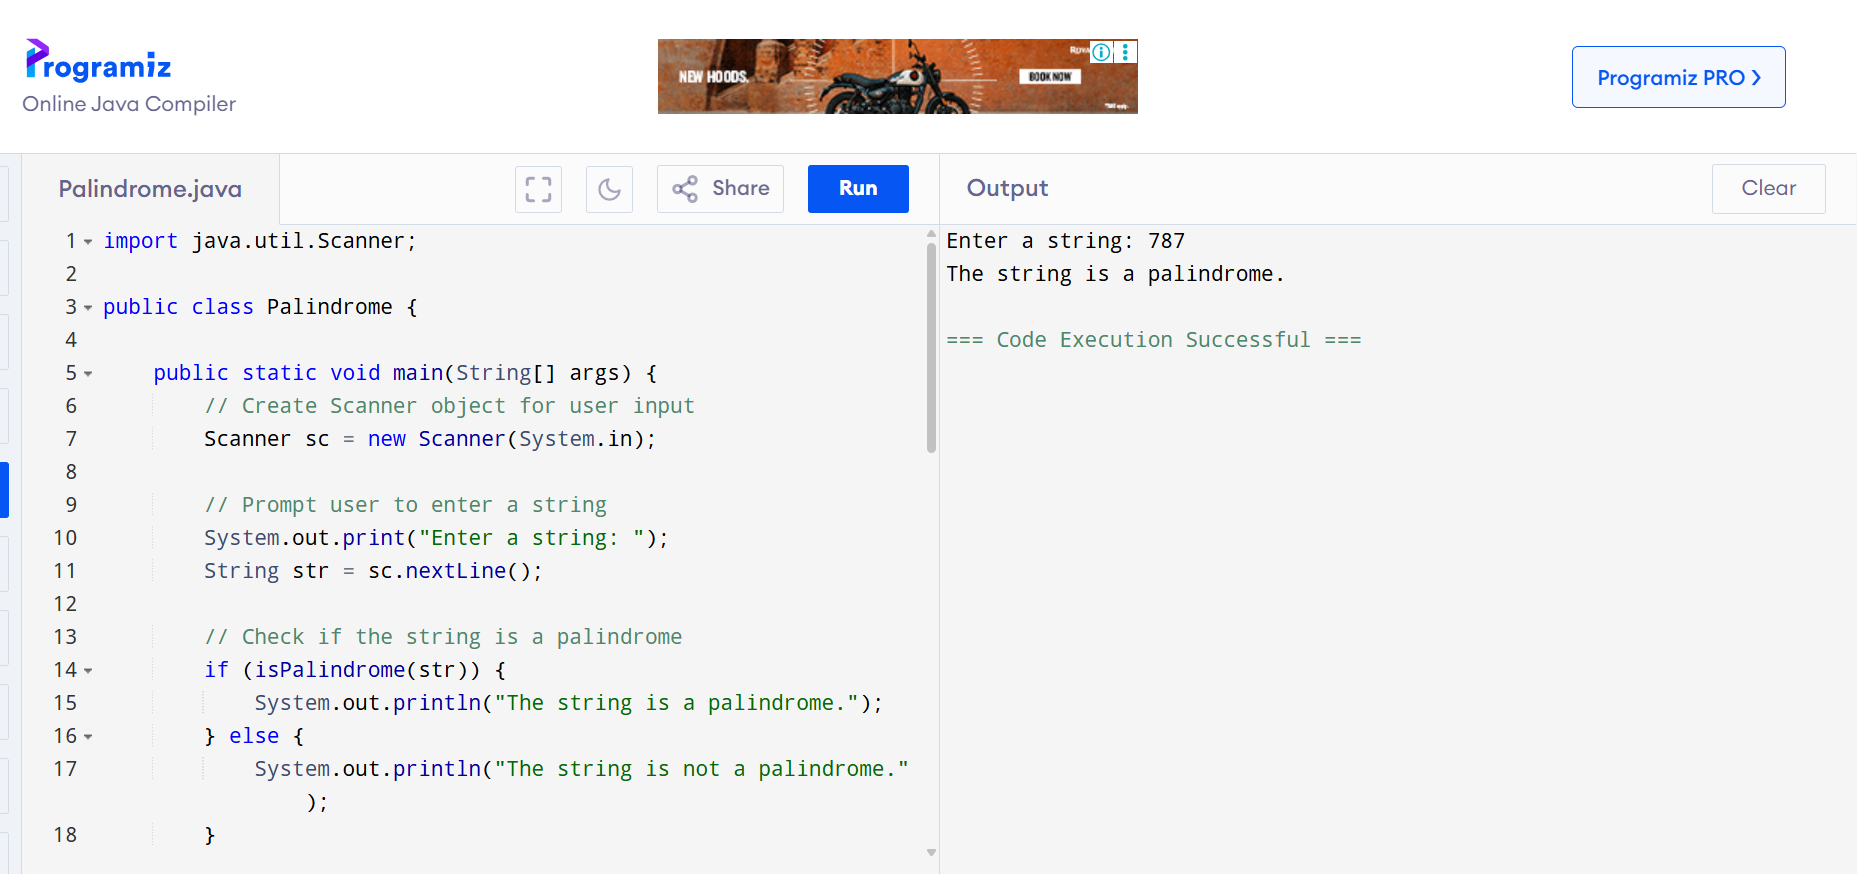 Programiz
Online Java Compiler
NEW HOODS.
BOOK NOW
Programiz PRO
Palindrome.java
Share
Run
Output
Clear
1 import java.util.Scanner;
2
3 public class Palindrome {
4
5     public static void main(String[] args) {
6         // Create Scanner object for user input
7         Scanner sc = new Scanner(System.in);
8
9         // Prompt user to enter a string
10         System.out.print("Enter a string: ");
11         String str = sc.nextLine();
12
13         // Check if the string is a palindrome
14         if (isPalindrome(str)) {
15             System.out.println("The string is a palindrome.");
16         } else {
17             System.out.println("The string is not a palindrome."
                );
18         }
Enter a string: 787
The string is a palindrome.
=== Code Execution Successful ===